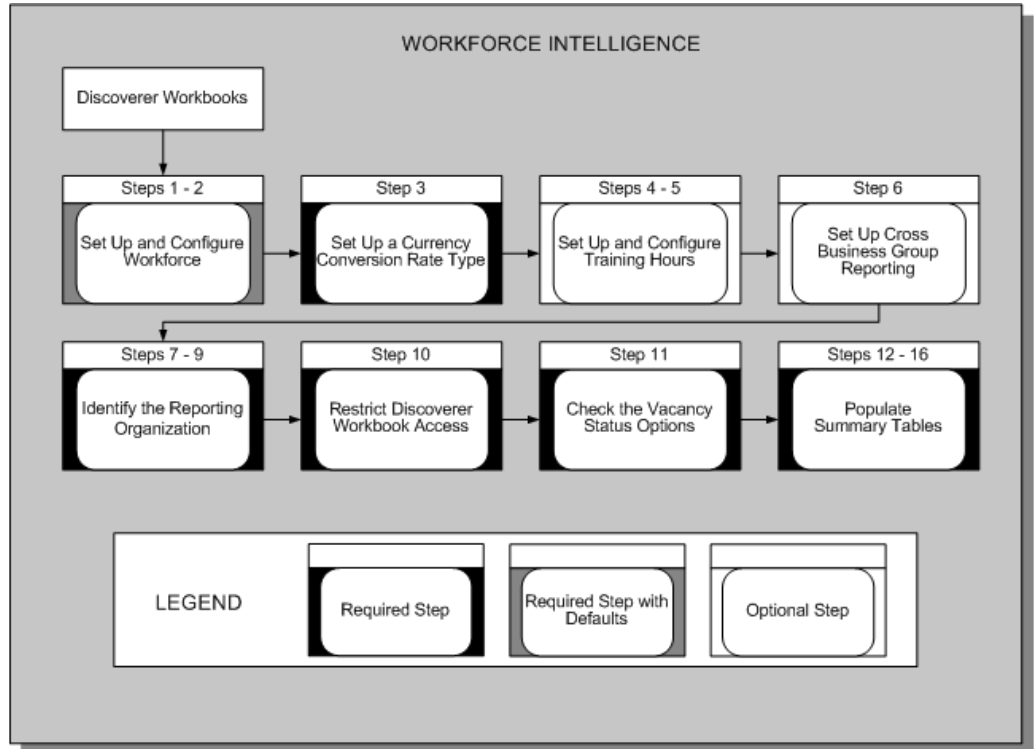 WORKFORCE INTELLIGENCE
Discoverer Workbooks
Steps 1 - 2
Set Up and Configure
Workforce
Step 3
Set Up a Currency
Conversion Rate Type
Steps 4 - 5
Set Up and Configure
Training Hours
Step 6
Set Up Cross
Business Group
Reporting
Steps 7 - 9
Identify the Reporting
Organization
Step 10
Restrict Discoverer
Workbook Access
Step 11
Check the Vacancy
Status Options
Steps 12 - 16
Populate
Summary Tables
LEGEND
Required Step
Required Step with
Defaults
Optional Step